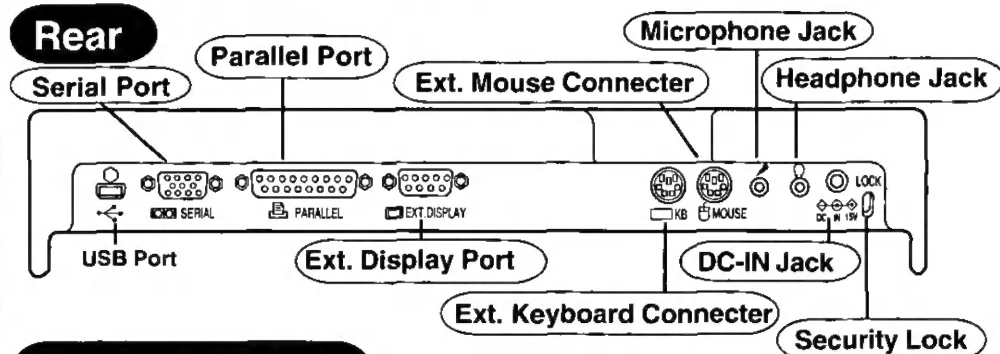 Rear
Serial Port
Parallel Port
Ext. Mouse Connecter
Microphone Jack
Headphone Jack
SERIAL
PARALLEL
EXT.DISPLAY
KB
MOUSE
LOCK
DC IN 15V
USB Port
Ext. Display Port
DC-IN Jack
Ext. Keyboard Connecter
Security Lock